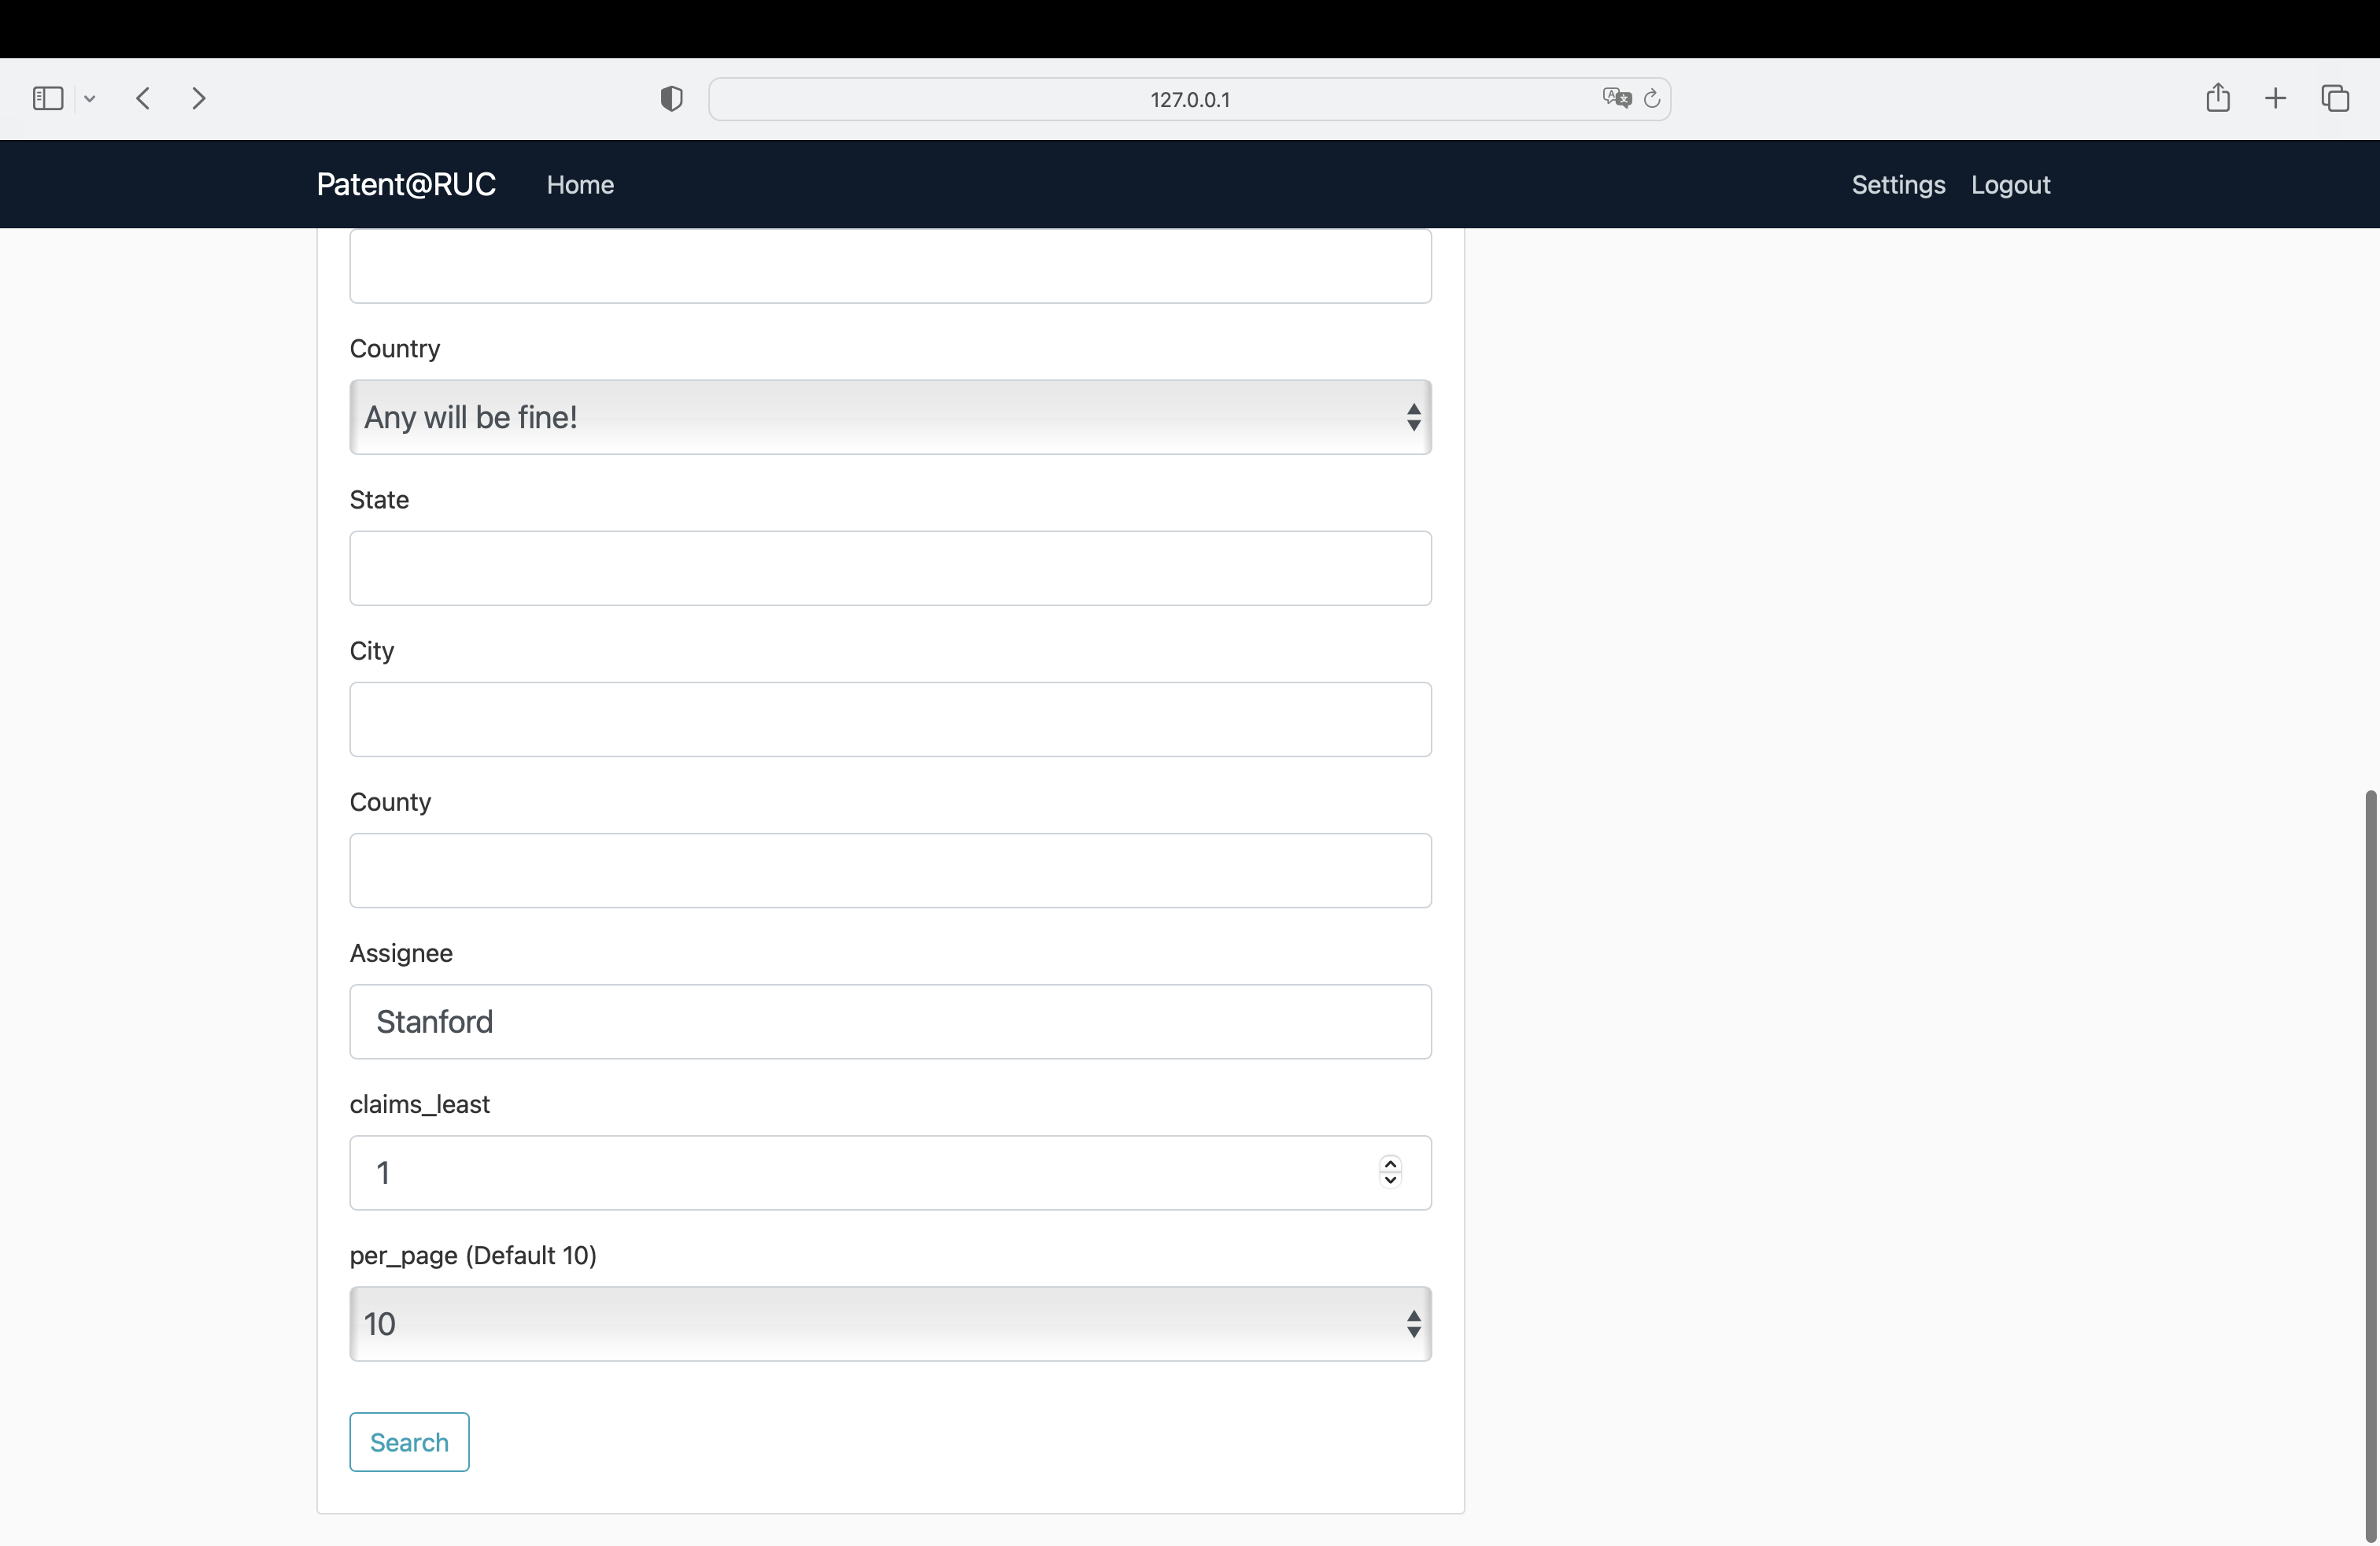 127.0.0.1
Patent@RUC Home Settings Logout
Country
Any will be fine!
State
City
County
Assignee
Stanford
claims_least
1
per_page (Default 10)
10
Search